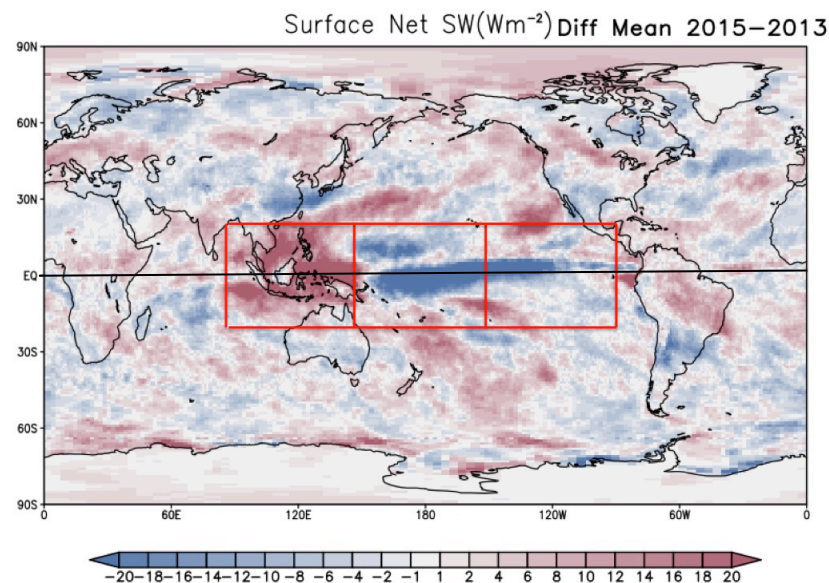 Surface Net SW(Wm⁻²) Diff Mean 2015−2013
90N
60N
30N
EQ
30S
60S
90S
0 60E 120E 180 120W 60W 0
−20 −18 −16 −14 −12 −10 −8 −6 −4 −2 −1 1 2 4 6 8 10 12 14 16 18 20